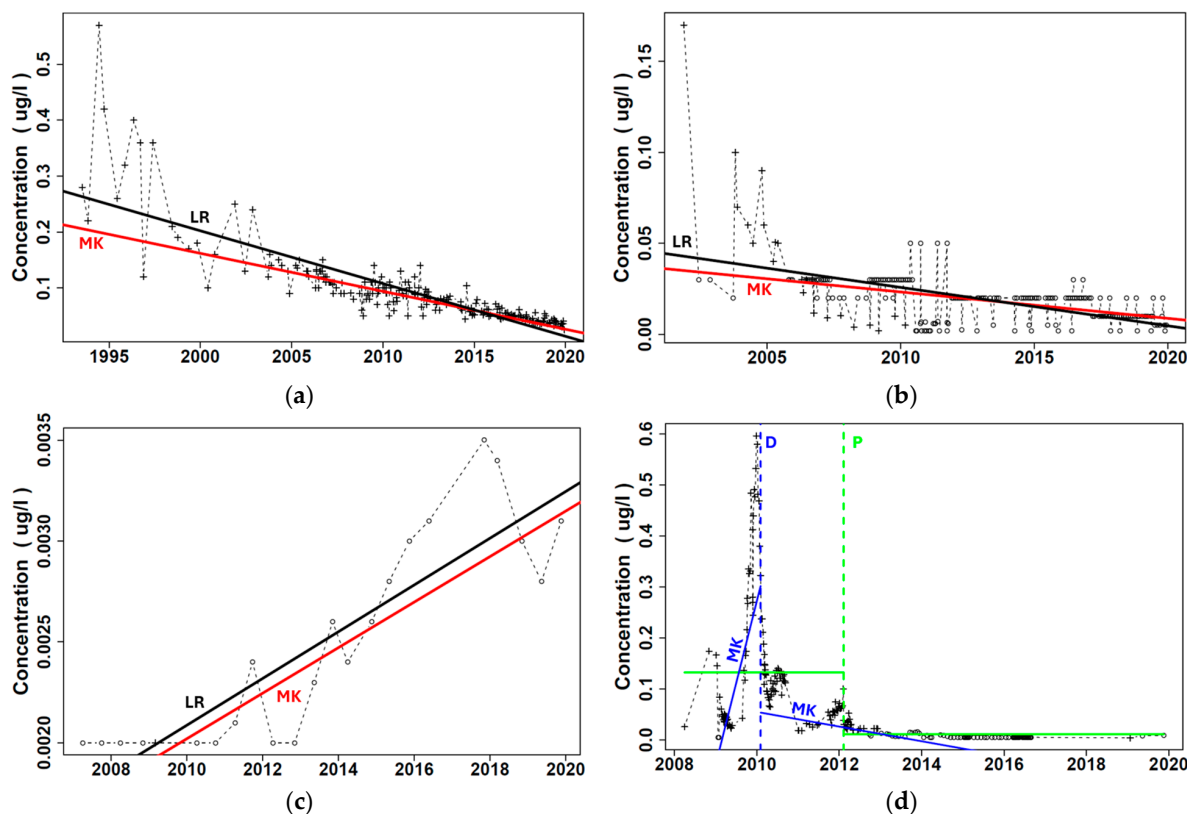 Concentration ( ug/l )
0.5
0.4
0.3
0.2
0.1
LR
MK
1995 2000 2005 2010 2015 2020
(a)
Concentration ( ug/l )
0.15
0.10
0.05
0.00
LR
MK
2005 2010 2015 2020
(b)
Concentration ( ug/l )
0.0035
0.0030
0.0025
0.0020
LR
MK
2008 2010 2012 2014 2016 2018 2020
(c)
Concentration ( ug/l )
0.6
0.5
0.4
0.3
0.2
0.1
0.0
D
P
MK
MK
2008 2010 2012 2014 2016 2018 2020
(d)